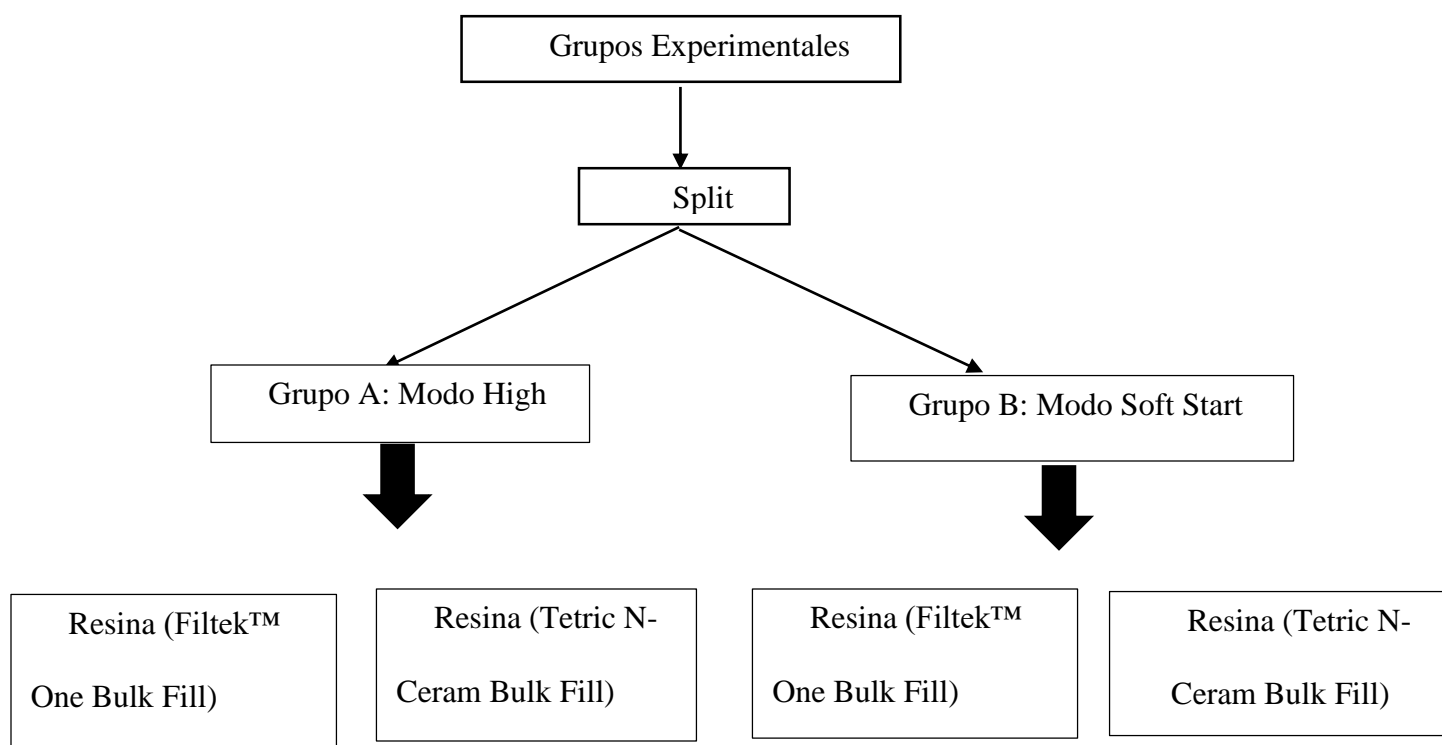 Grupos Experimentales
Split
Grupo A: Modo High
Grupo B: Modo Soft Start
Resina (Filtek™
One Bulk Fill)
Resina (Tetric N-
Ceram Bulk Fill)
Resina (Filtek™
One Bulk Fill)
Resina (Tetric N-
Ceram Bulk Fill)